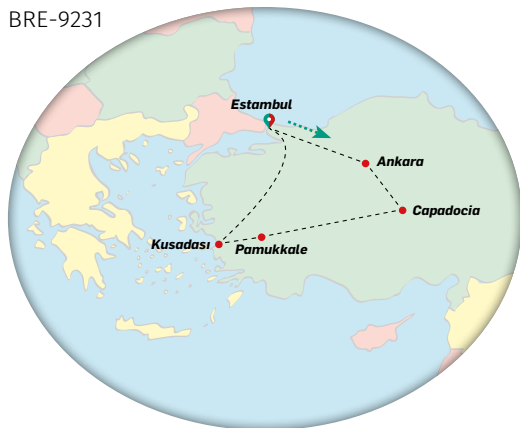 BRE-9231
Estambul
Ankara
Capadocia
Kusadası
Pamukkale